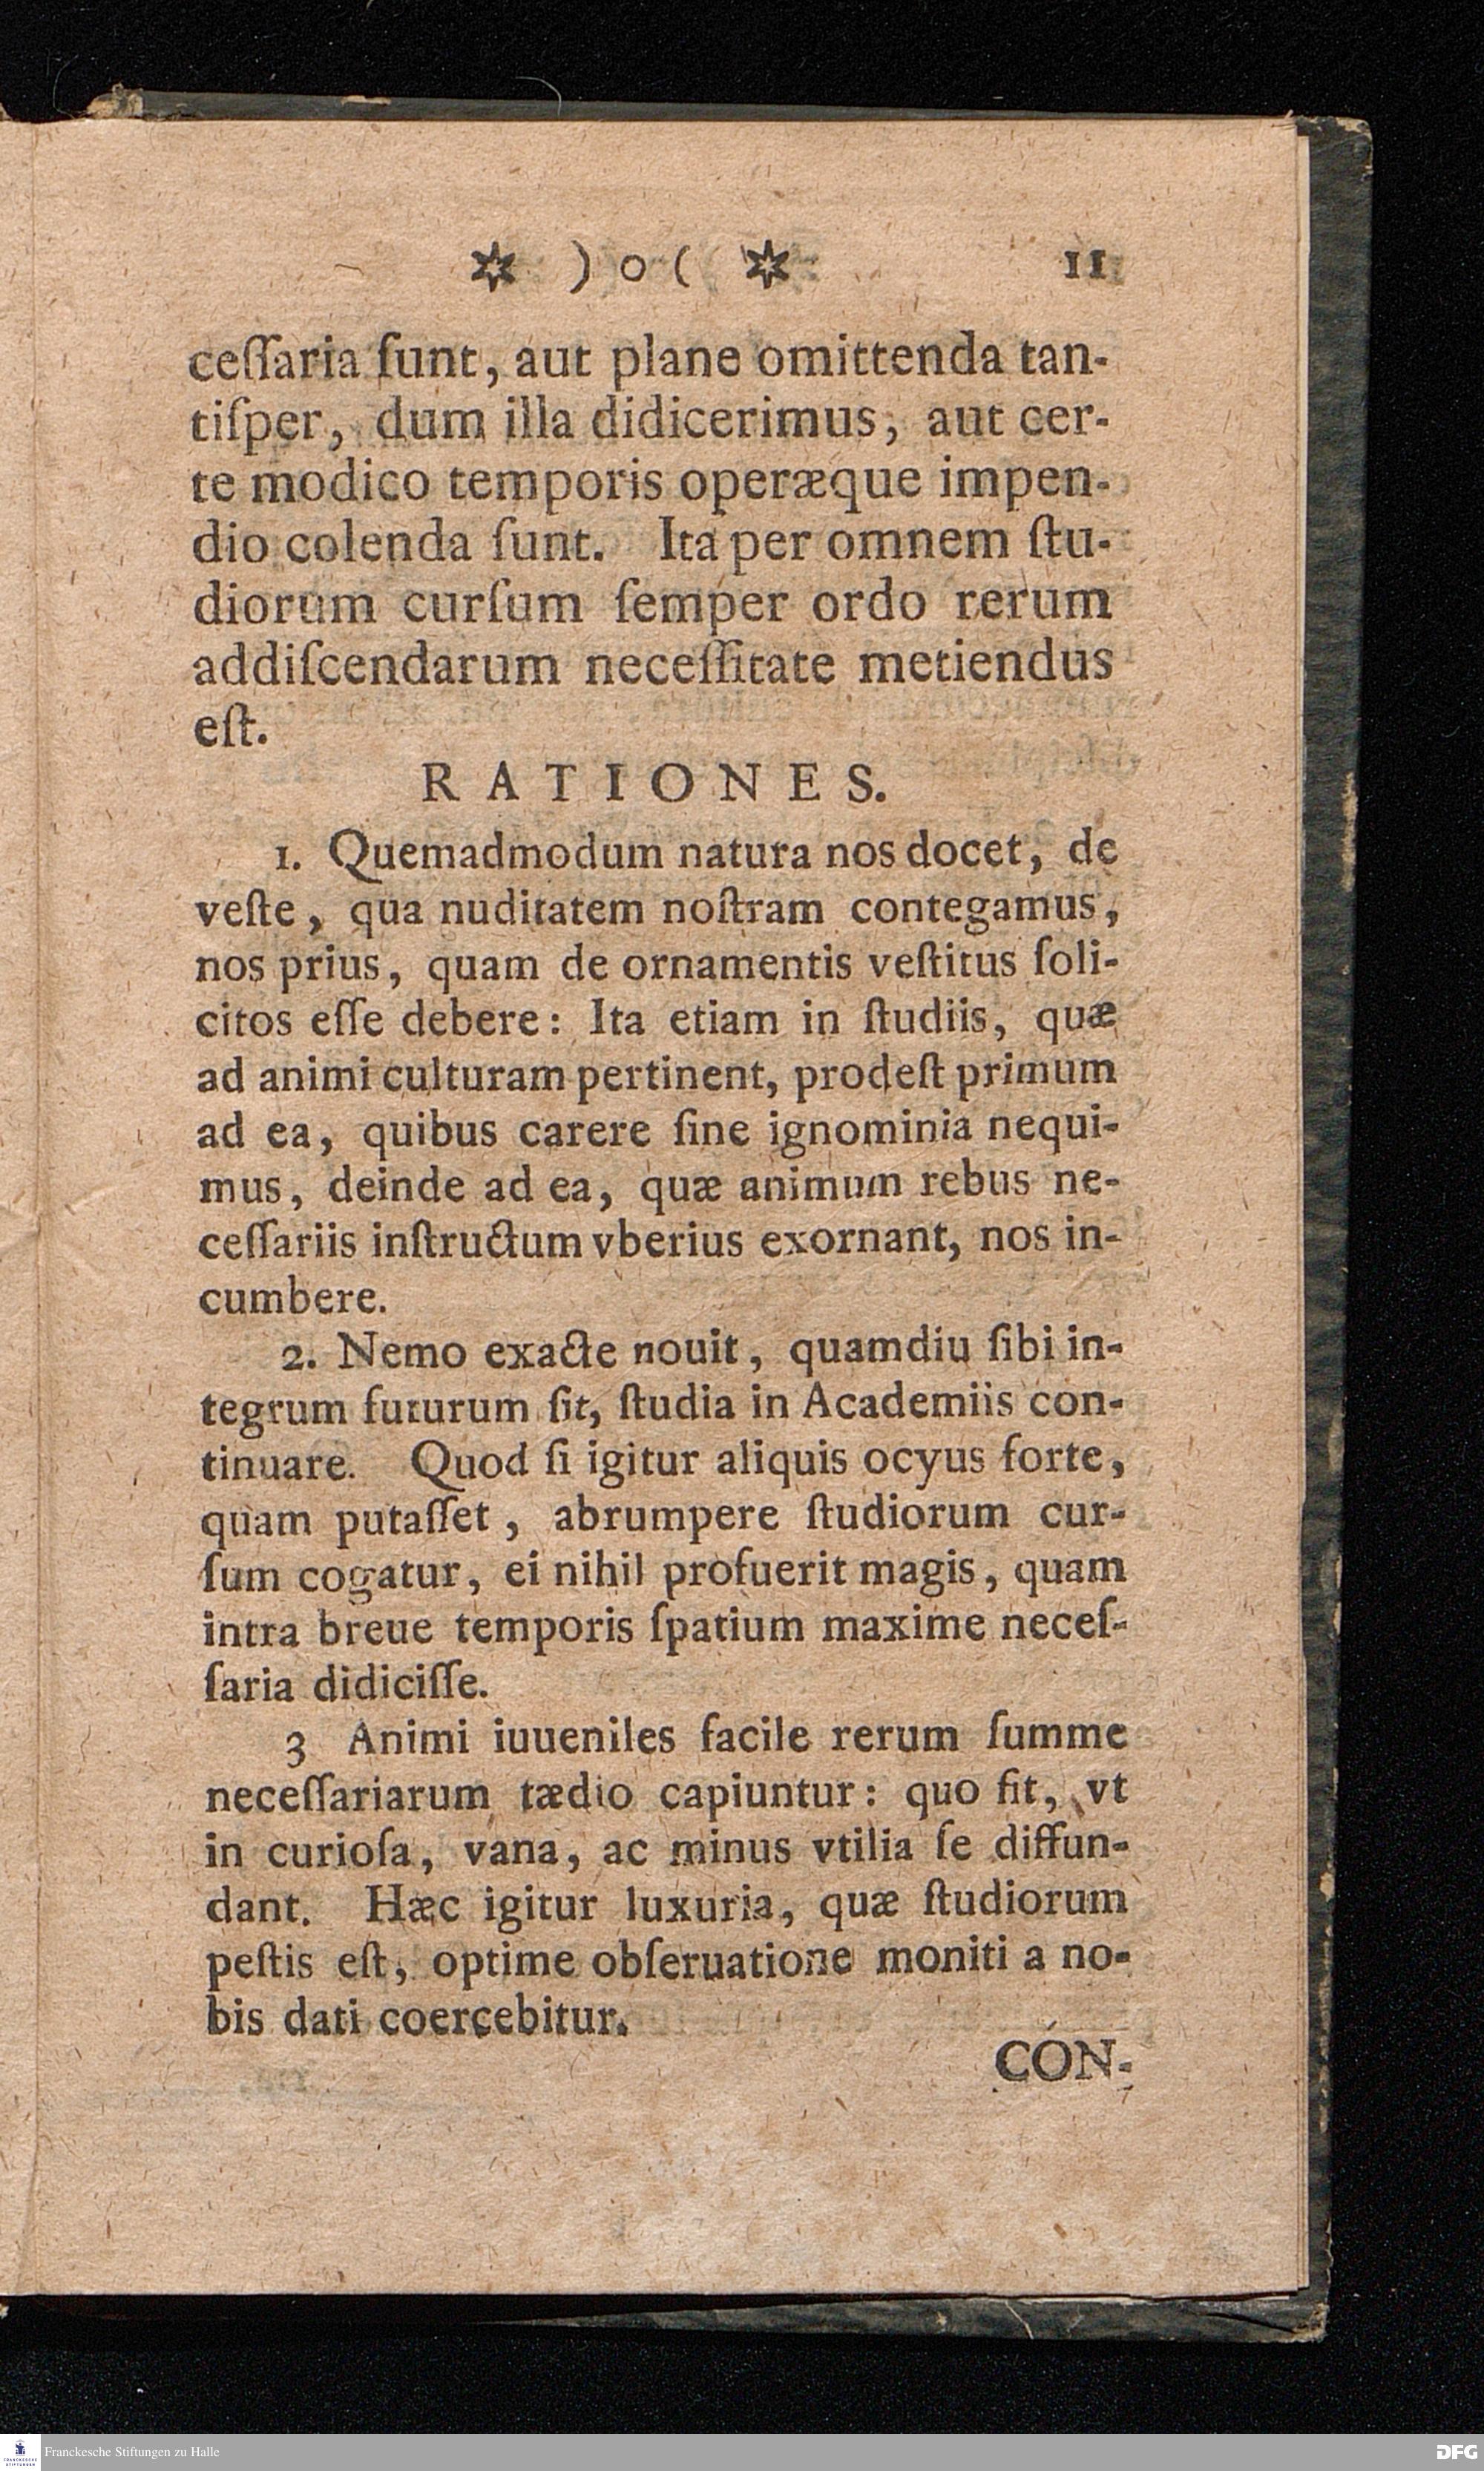 * ) o ( * 11
ceſſaria ſunt, aut plane omittenda tan-
tiſper, dum illa didicerimus, aut cer-
te modico temporis operæque impen-
dio colenda ſunt. Ita per omnem ſtu-
diorum curſum ſemper ordo rerum
addiſcendarum neceſſitate metiendus
eſt.
RATIONES.
1. Quemadmodum natura nos docet, de
veſte, qua nuditatem noſtram contegamus,
nos prius, quam de ornamentis veſtitus ſoli-
citos eſſe debere: Ita etiam in ſtudiis, quæ
ad animi culturam pertinent, prodeſt primum
ad ea, quibus carere ſine ignominia nequi-
mus, deinde ad ea, quæ animum rebus ne-
ceſſariis inſtructum vberius exornant, nos in-
cumbere.
2. Nemo exacte nouit, quamdiu ſibi in-
tegrum futurum ſit, ſtudia in Academiis con-
tinuare. Quod ſi igitur aliquis ocyus forte,
quam putaſſet, abrumpere ſtudiorum cur-
ſum cogatur, ei nihil profuerit magis, quam
intra breue temporis ſpatium maxime neceſ-
ſaria didiciſſe.
3 Animi iuueniles facile rerum ſumme
neceſſariarum tædio capiuntur: quo fit, vt
in curioſa, vana, ac minus vtilia ſe diffun-
dant. Hæc igitur luxuria, quæ ſtudiorum
peſtis eſt, optime obſeruatione moniti a no-
bis dati coercebitur.
CON-
FRANCKESCHE
STIFTUNGEN
Franckesche Stiftungen zu Halle
DFG